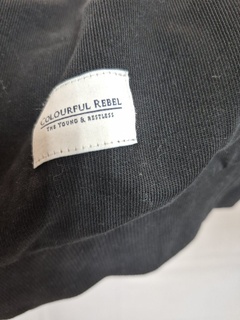 COLOURFUL REBEL
THE YOUNG & RESTLESS